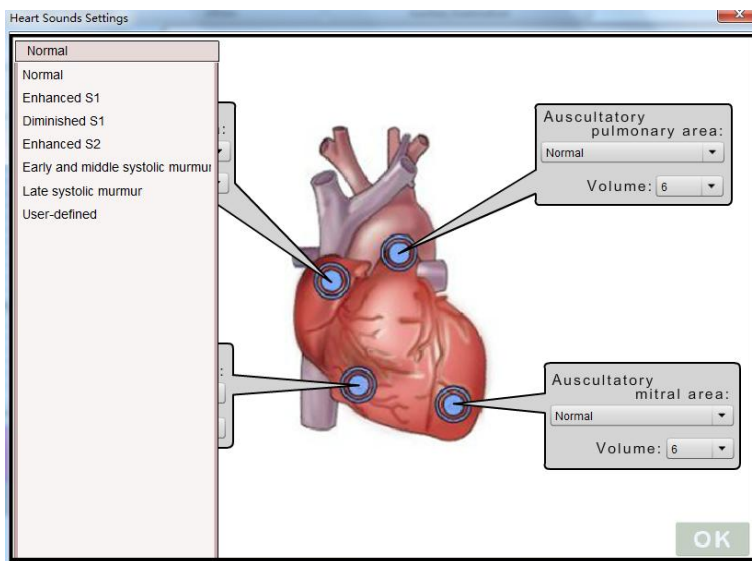 Heart Sounds Settings
Normal
Normal
Enhanced S1
Diminished S1
Enhanced S2
Early and middle systolic murmur
Late systolic murmur
User-defined
Auscultatory
pulmonary area:
Normal
Volume: 6
Auscultatory
mitral area:
Normal
Volume: 6
OK